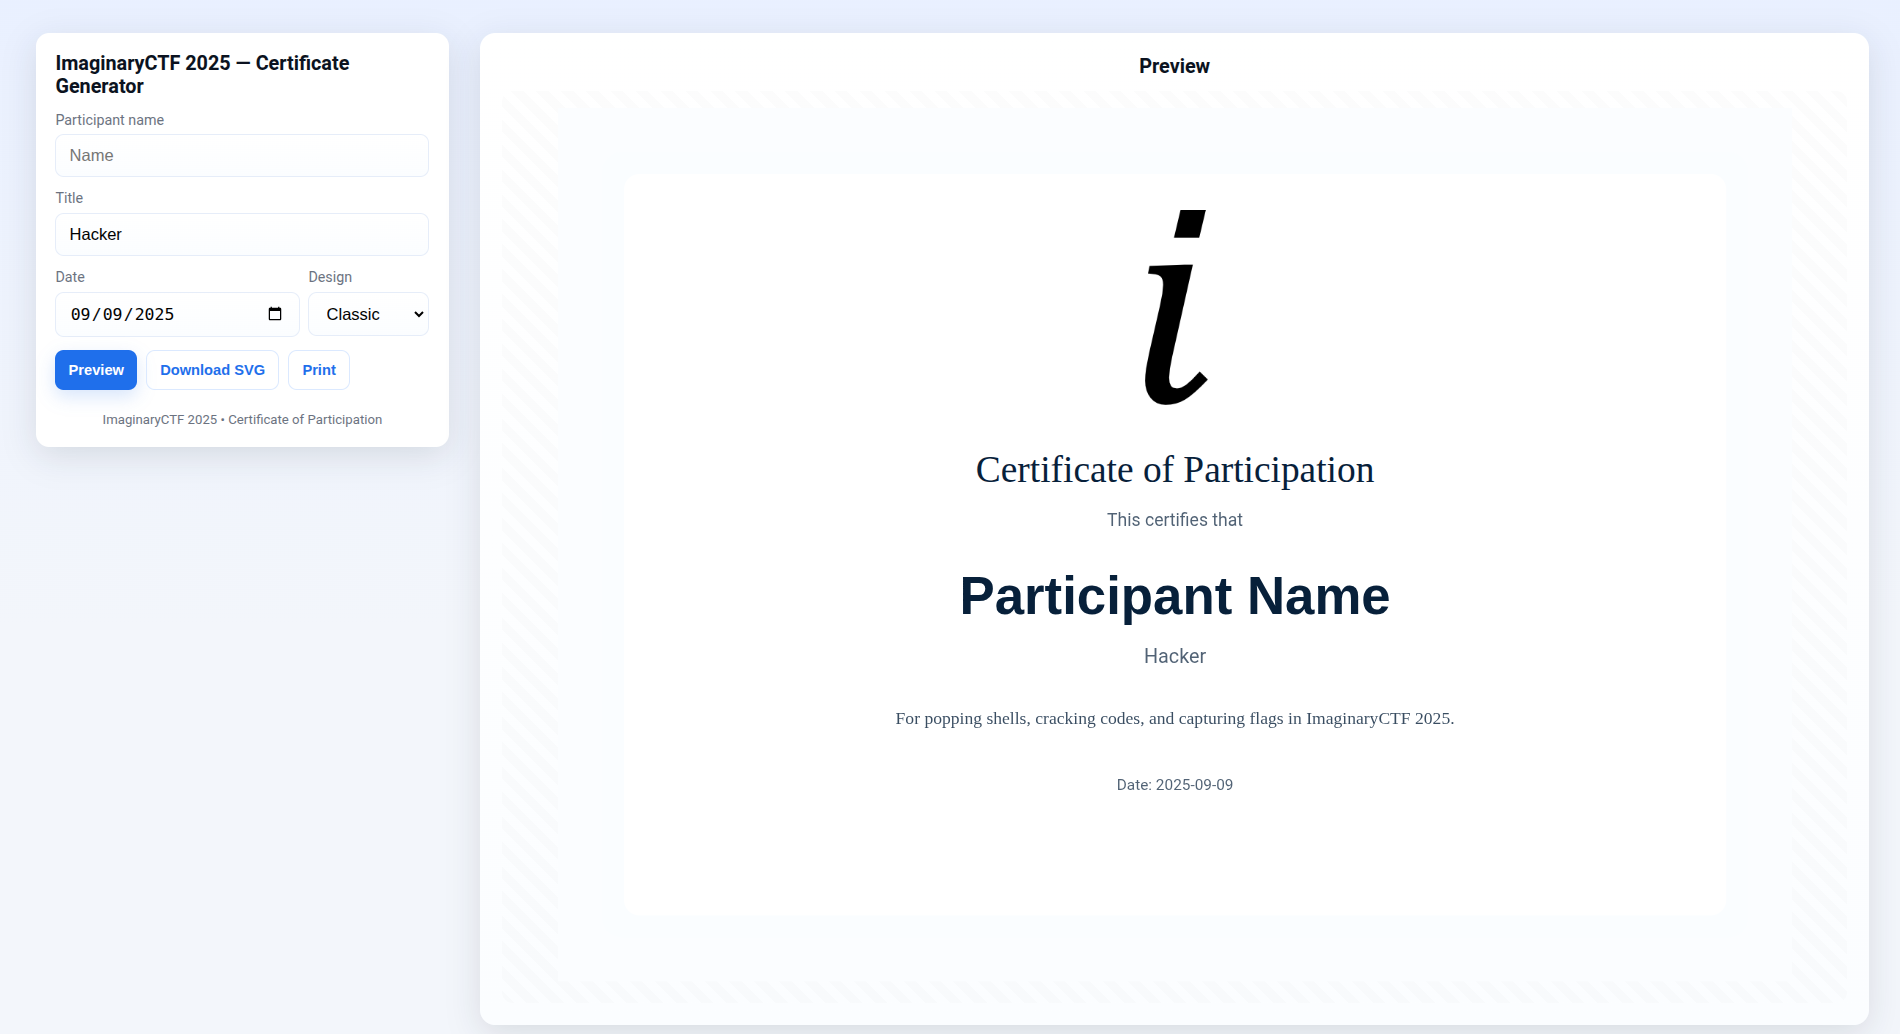 ImaginaryCTF 2025 — Certificate
Generator
Participant name
Name
Title
Hacker
Date
Design
09/09/2025
Classic
Preview
Download SVG
Print
ImaginaryCTF 2025 • Certificate of Participation
Preview
i
Certificate of Participation
This certifies that
Participant Name
Hacker
For popping shells, cracking codes, and capturing flags in ImaginaryCTF 2025.
Date: 2025-09-09